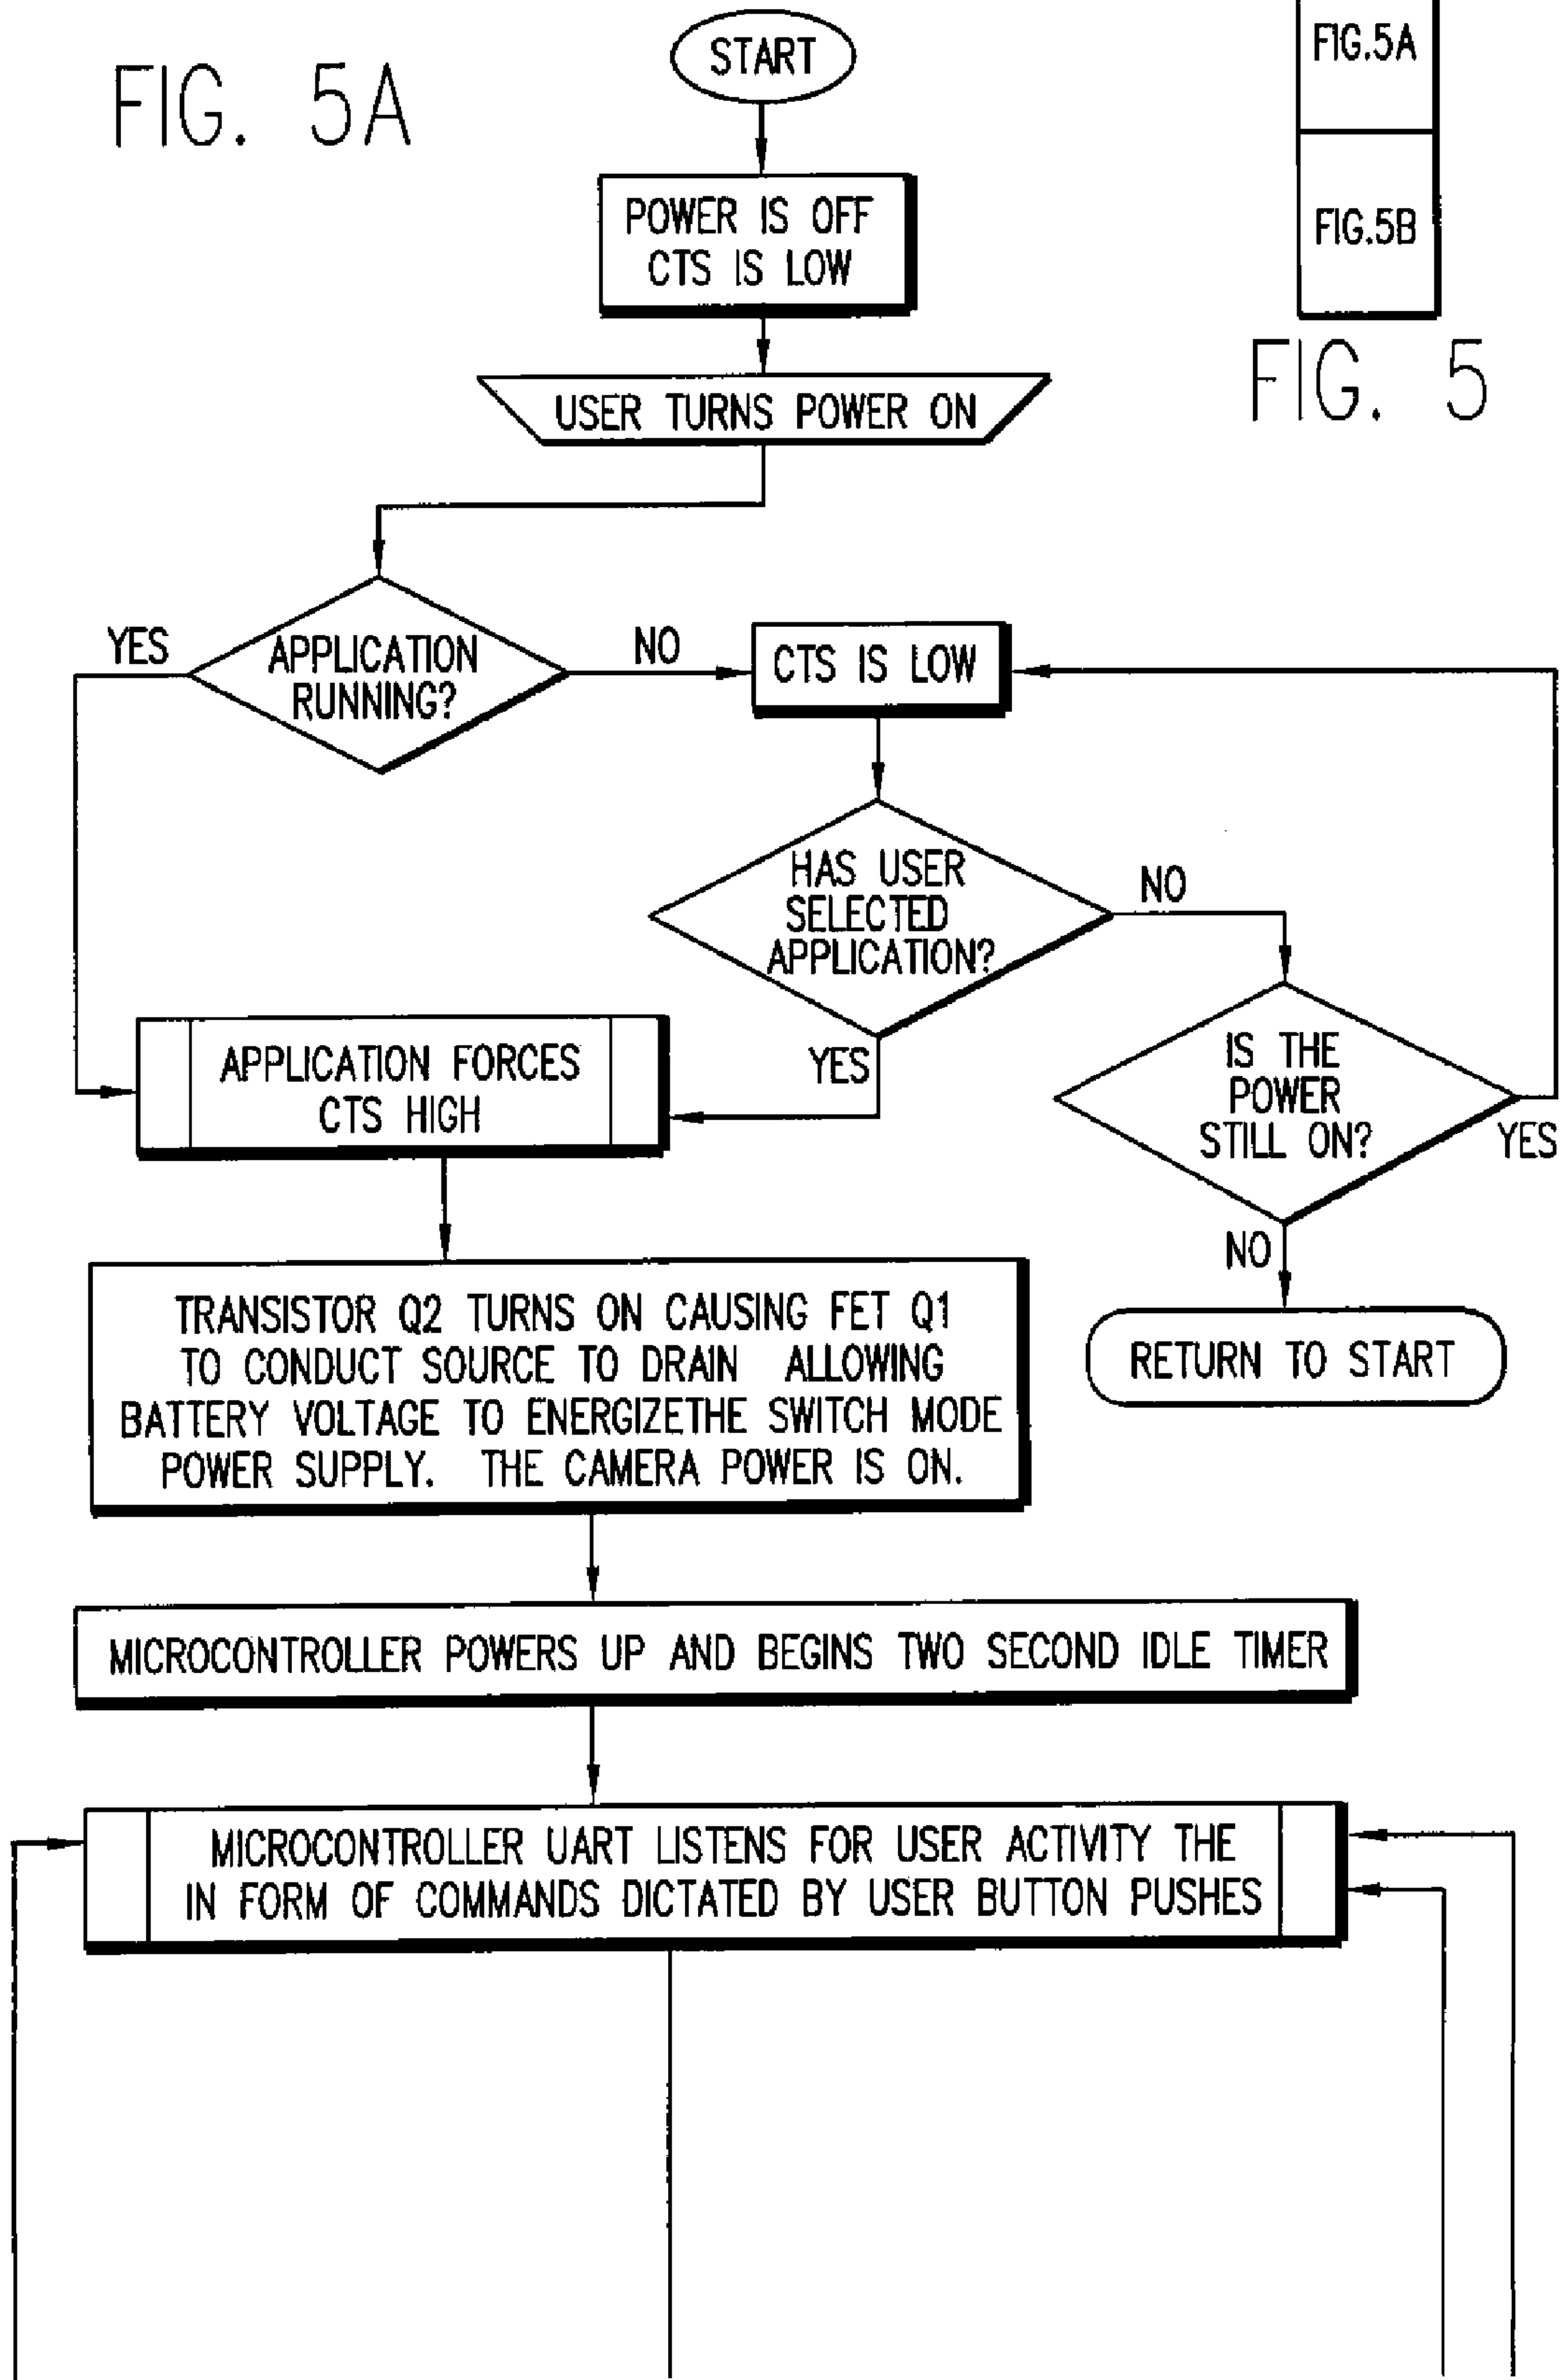 FIG. 5A
START
FIG.5A
FIG.5B
FIG. 5
POWER IS OFF
CTS IS LOW
USER TURNS POWER ON
APPLICATION
RUNNING?
YES
NO
CTS IS LOW
HAS USER
SELECTED
APPLICATION?
NO
YES
IS THE
POWER
STILL ON?
YES
NO
RETURN TO START
APPLICATION FORCES
CTS HIGH
TRANSISTOR Q2 TURNS ON CAUSING FET Q1
TO CONDUCT SOURCE TO DRAIN ALLOWING
BATTERY VOLTAGE TO ENERGIZETHE SWITCH MODE
POWER SUPPLY. THE CAMERA POWER IS ON.
MICROCONTROLLER POWERS UP AND BEGINS TWO SECOND IDLE TIMER
MICROCONTROLLER UART LISTENS FOR USER ACTIVITY THE
IN FORM OF COMMANDS DICTATED BY USER BUTTON PUSHES